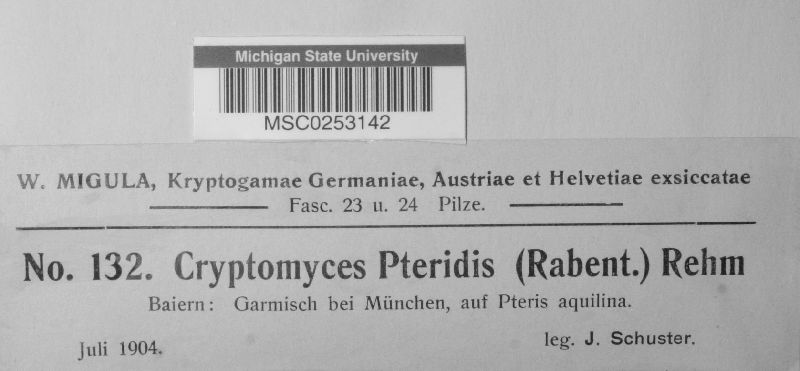 Michigan State University
MSC0253142
W. MIGULA, Kryptogamae Germaniae, Austriae et Helvetiae exsiccatae
Fasc. 23 u. 24 Pilze.
No. 132. Cryptomyces Pteridis (Rabent.) Rehm
Baiern: Garmisch bei München, auf Pteris aquilina.
Juli 1904. leg. J. Schuster.